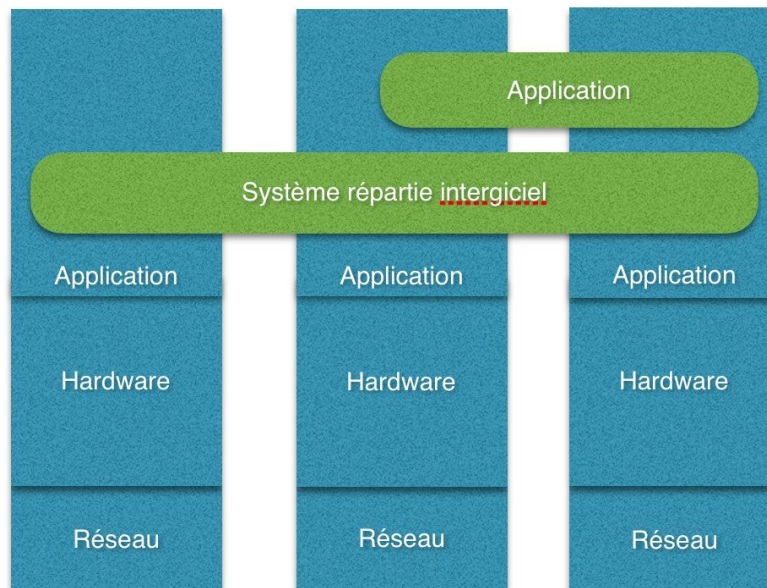 Application
Système répartie intergiciel
Application
Application
Application
Hardware
Hardware
Hardware
Réseau
Réseau
Réseau